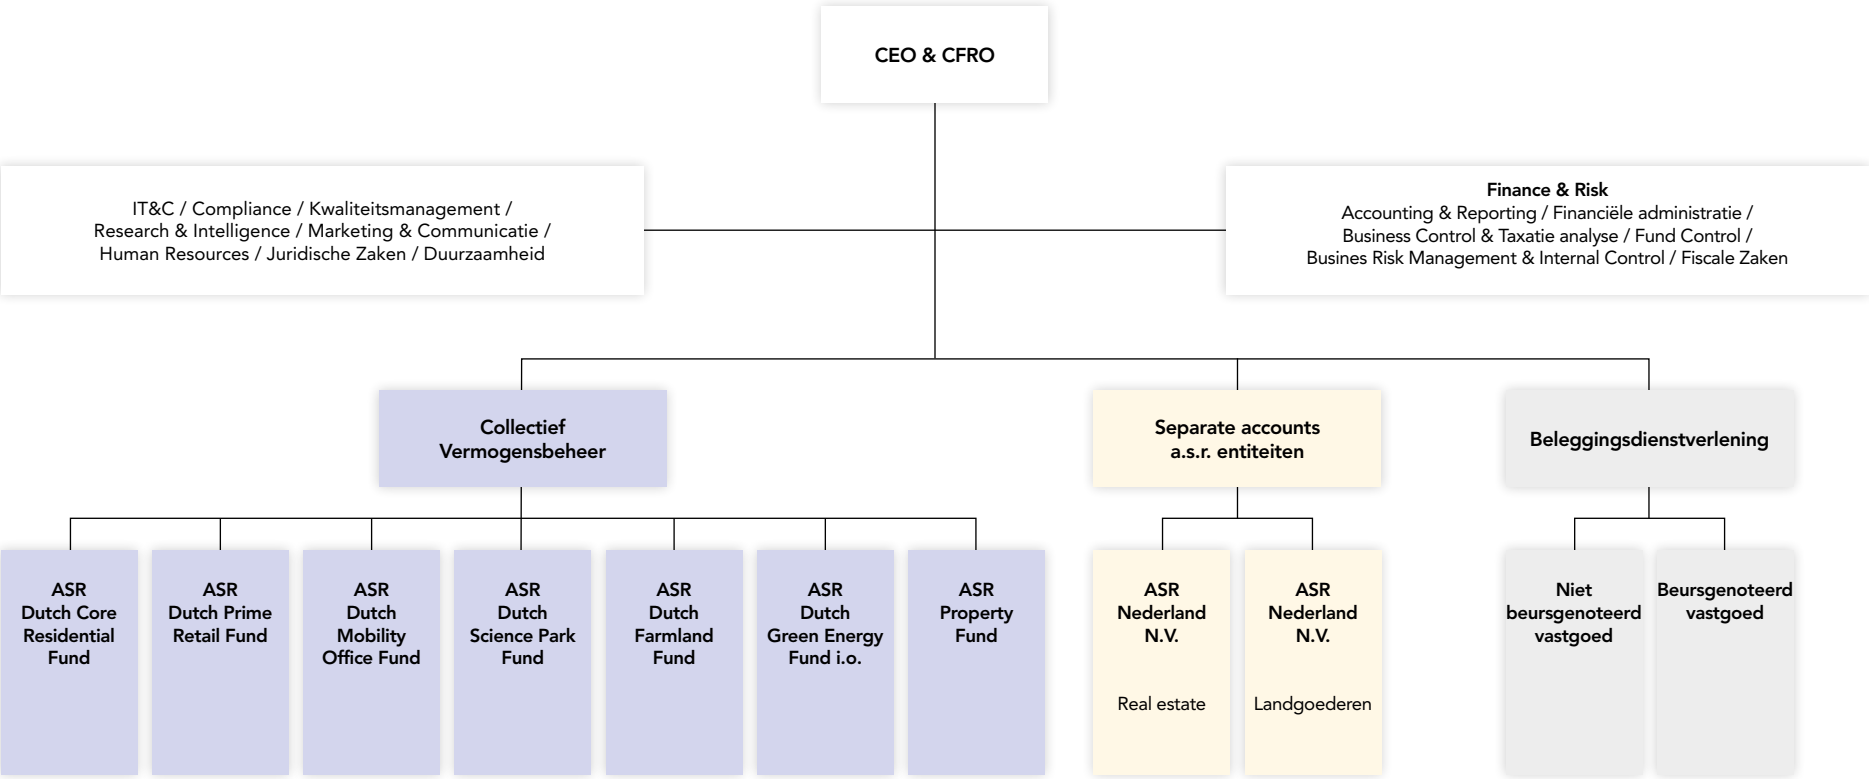 CEO & CFRO
IT&C / Compliance / Kwaliteitsmanagement /
Research & Intelligence / Marketing & Communicatie /
Human Resources / Juridische Zaken / Duurzaamheid
Finance & Risk
Accounting & Reporting / Financiële administratie /
Business Control & Taxatie analyse / Fund Control /
Busines Risk Management & Internal Control / Fiscale Zaken
Collectief
Vermogensbeheer
Separate accounts
a.s.r. entiteiten
Beleggingsdienstverlening
ASR
Dutch Core
Residential
Fund
ASR
Dutch Prime
Retail Fund
ASR
Dutch
Mobility
Office Fund
ASR
Dutch
Science Park
Fund
ASR
Dutch
Farmland
Fund
ASR
Dutch
Green Energy
Fund i.o.
ASR
Property
Fund
ASR
Nederland
N.V.
Real estate
ASR
Nederland
N.V.
Landgoederen
Niet
beursgenoteerd
vastgoed
Beursgenoteerd
vastgoed